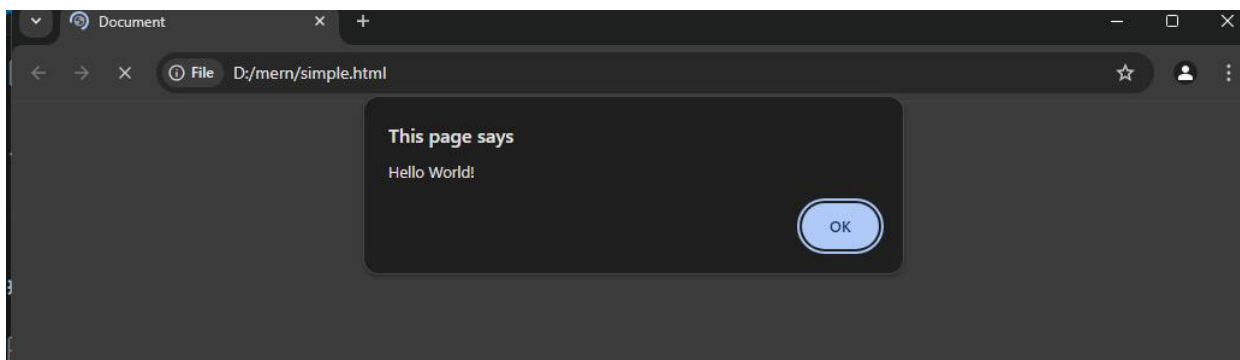 Document
File D:/mern/simple.html
This page says
Hello World!
OK